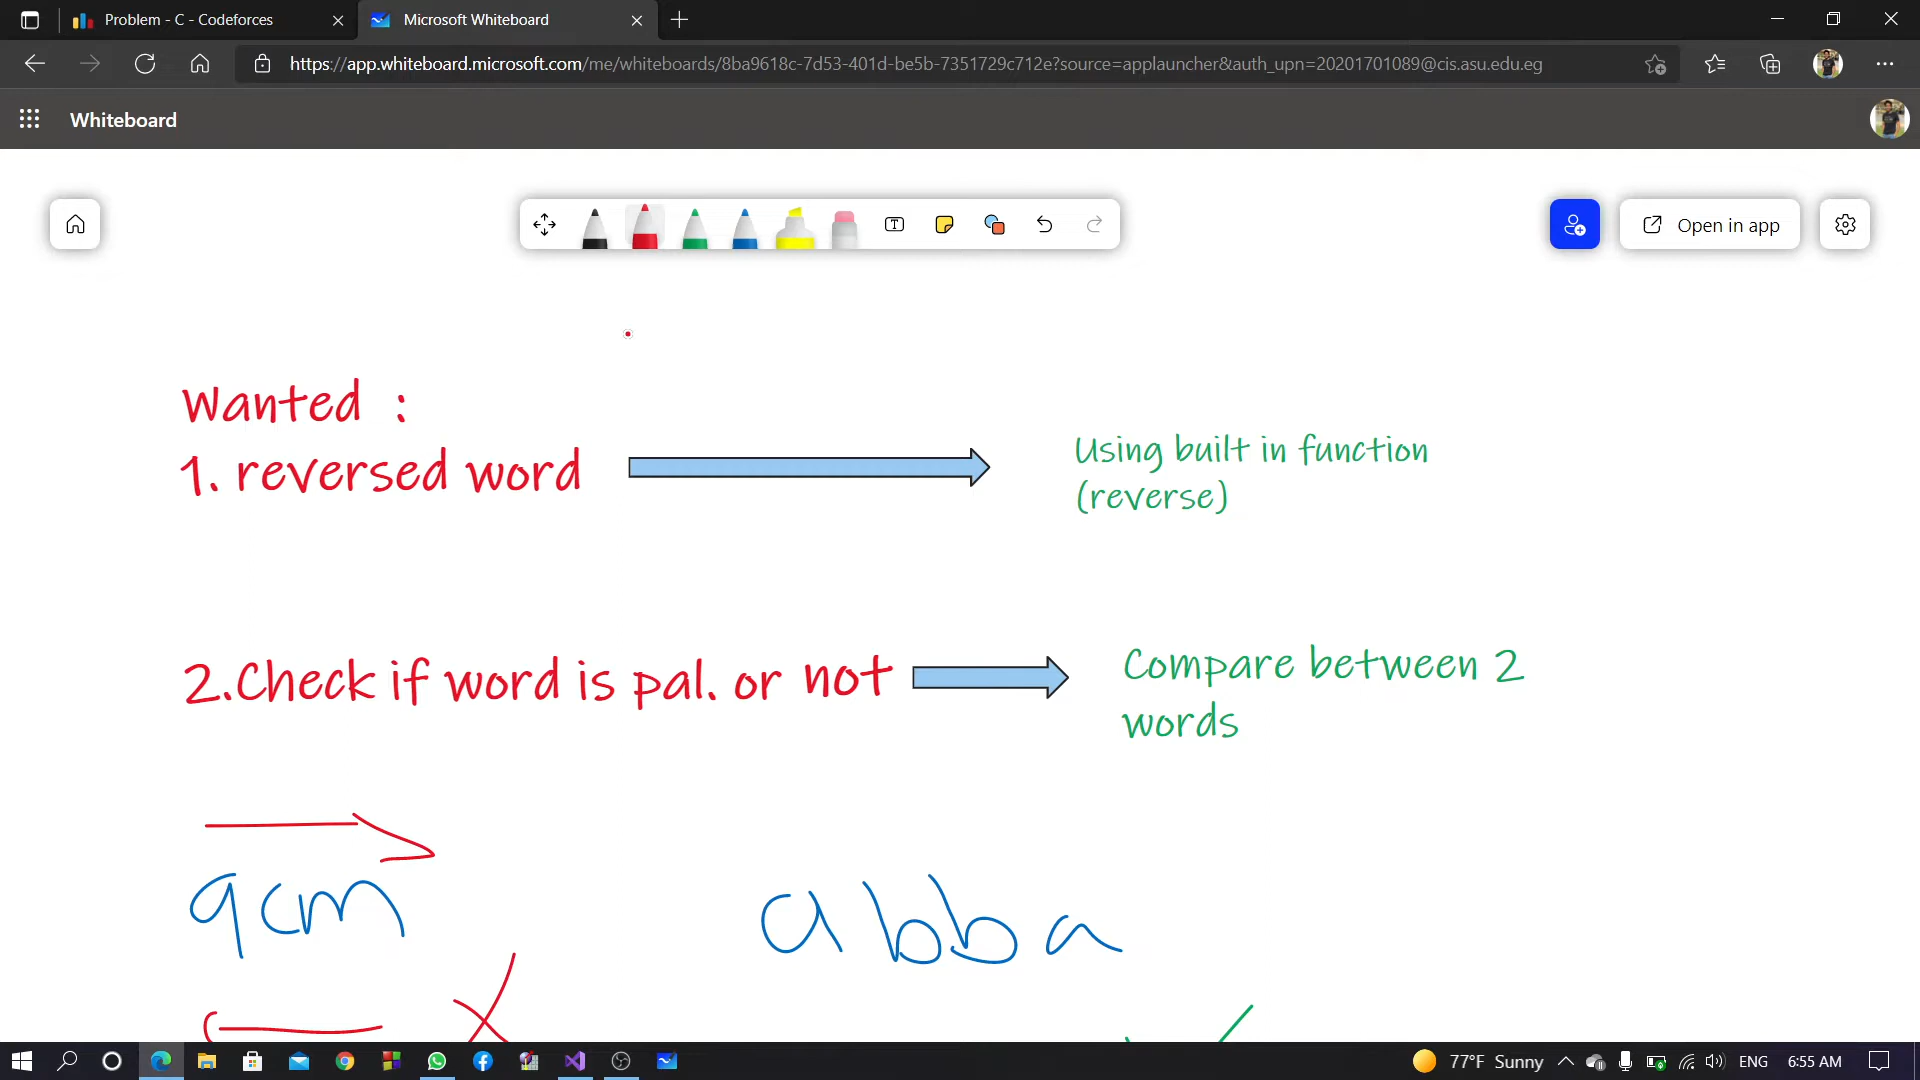 Problem - C - Codeforces
Microsoft Whiteboard
https://app.whiteboard.microsoft.com/me/whiteboards/8ba9618c-7d53-401d-be5b-7351729c712e?source=applauncher&auth_upn=20201701089@cis.asu.edu.eg
Whiteboard
Open in app
Wanted :
1. reversed word
Using built in function
(reverse)
2.Check if word is pal. or not
Compare between 2
words
acm
abba
77°F Sunny
ENG
6:55 AM